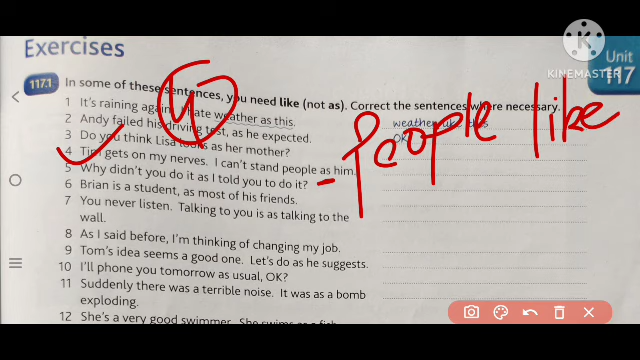 Exercises
Unit
117
KINEMASTER
117.1 In some of these sentences, you need like (not as). Correct the sentences where necessary.
1 It's raining again. I hate weather as this. weather like this
2 Andy failed his driving test, as he expected. OK
3 Do you think Lisa looks as her mother?
4 Tim gets on my nerves. I can't stand people as him.
5 Why didn't you do it as I told you to do it?
6 Brian is a student, as most of his friends.
7 You never listen. Talking to you is as talking to the
wall.
8 As I said before, I'm thinking of changing my job.
9 Tom's idea seems a good one. Let's do as he suggests.
10 I'll phone you tomorrow as usual, OK?
11 Suddenly there was a terrible noise. It was as a bomb
exploding.
12 She's a very good swimmer. She swims as a fish.
4
- People like